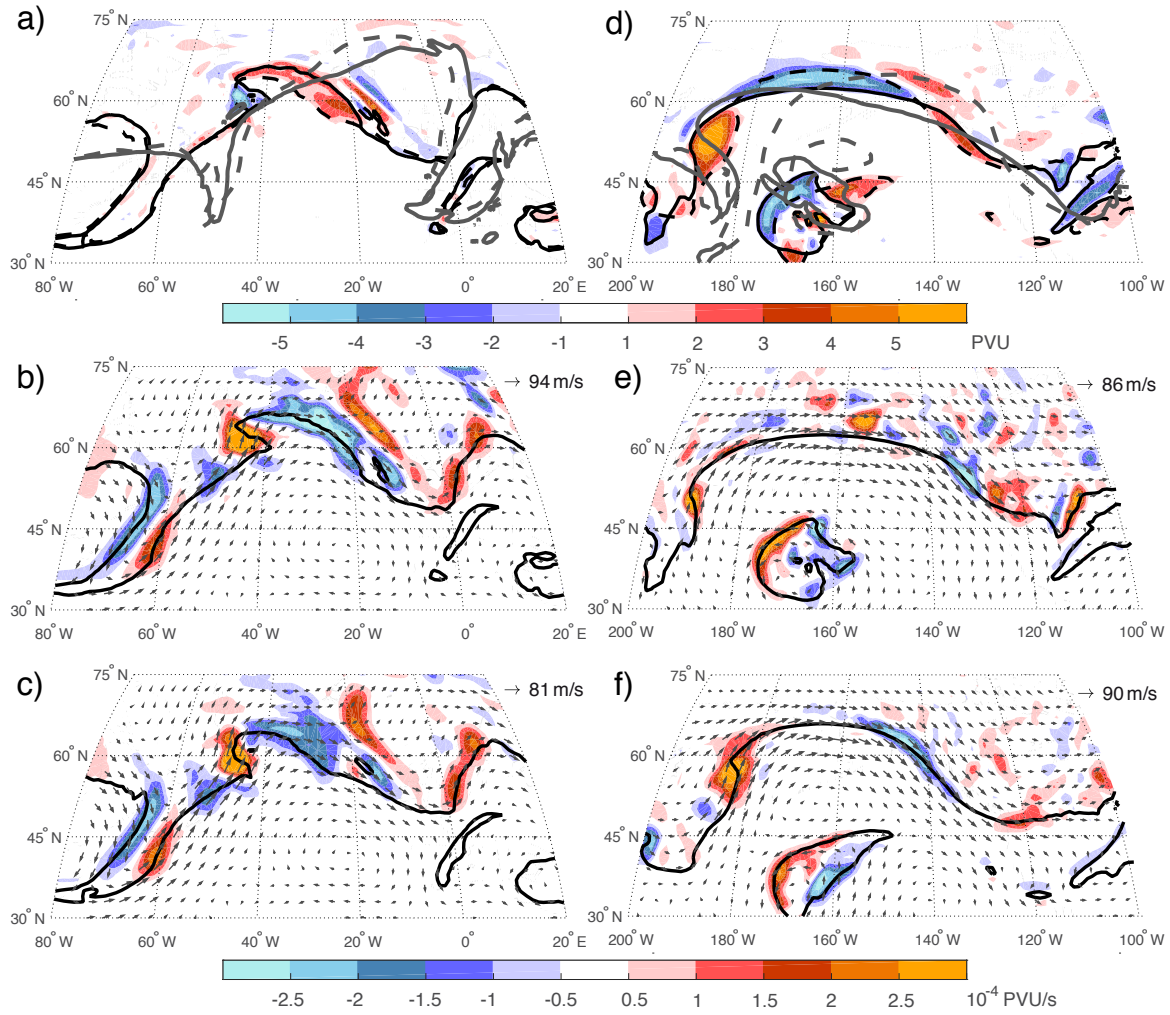 a)
75° N
60° N
45° N
30° N
80° W 60° W 40° W 20° W 0° 20° E
d)
75° N
60° N
45° N
30° N
200° W 180° W 160° W 140° W 120° W 100° W
-5 -4 -3 -2 -1 1 2 3 4 5 PVU
b)
75° N
94 m/s
60° N
45° N
30° N
80° W 60° W 40° W 20° W 0° 20° E
e)
75° N
86 m/s
60° N
45° N
30° N
200° W 180° W 160° W 140° W 120° W 100° W
c)
75° N
81 m/s
60° N
45° N
30° N
80° W 60° W 40° W 20° W 0° 20° E
f)
75° N
90 m/s
60° N
45° N
30° N
200° W 180° W 160° W 140° W 120° W 100° W
-2.5 -2 -1.5 -1 -0.5 0.5 1 1.5 2 2.5 10⁻⁴ PVU/s